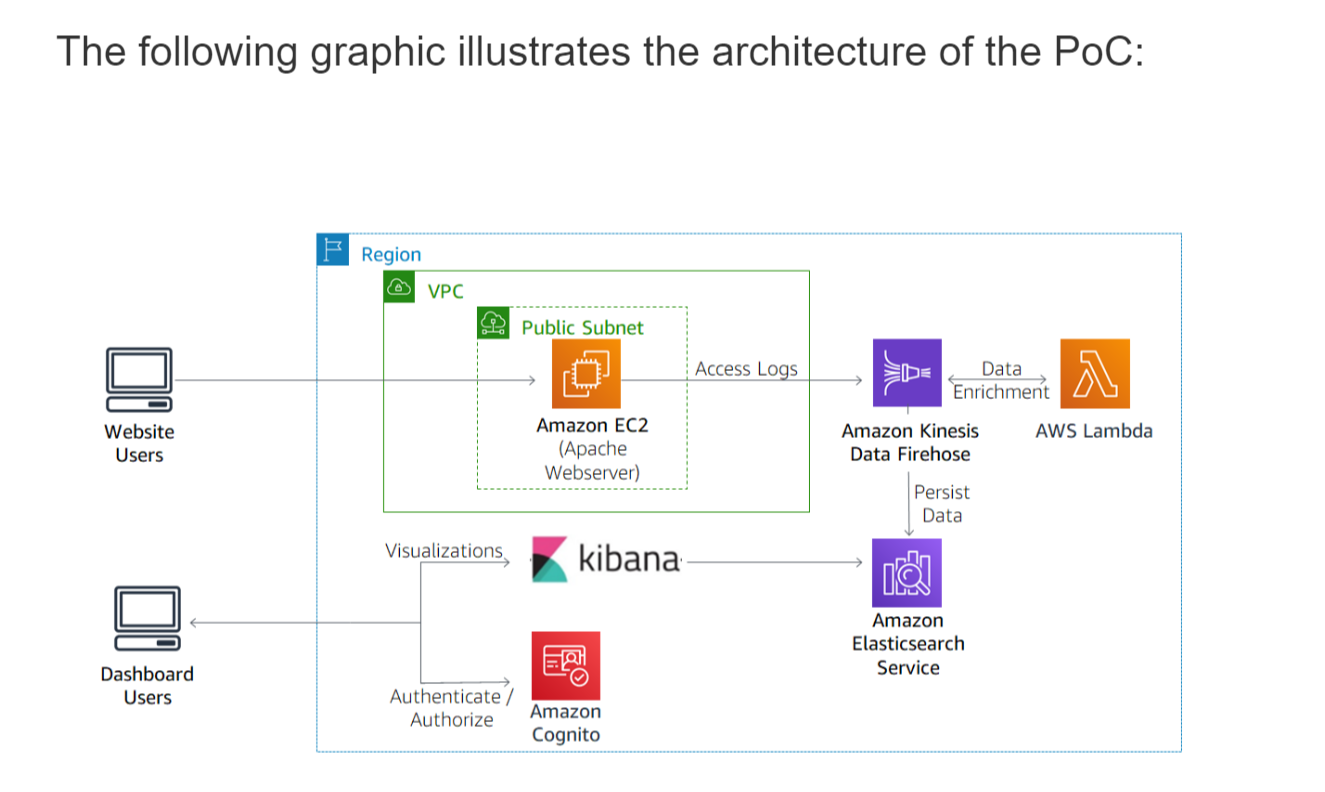 The following graphic illustrates the architecture of the PoC:
Region
VPC
Public Subnet
Website
Users
Amazon EC2
(Apache
Webserver)
Access Logs
Amazon Kinesis
Data Firehose
Data
Enrichment
AWS Lambda
Persist
Data
Visualizations
kibana
Amazon
Elasticsearch
Service
Dashboard
Users
Authenticate /
Authorize
Amazon
Cognito